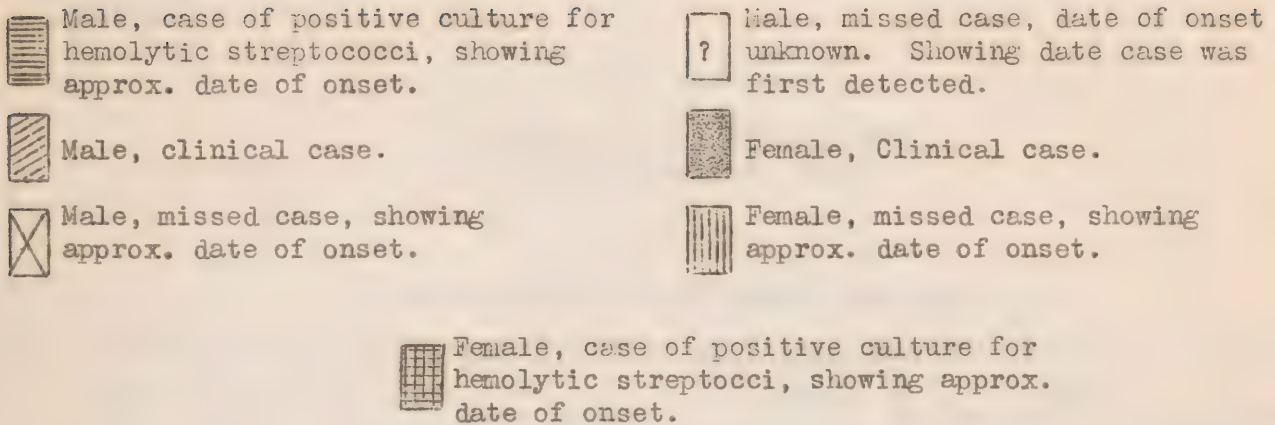 Male, case of positive culture for
hemolytic streptococci, showing
approx. date of onset.
Male, clinical case.
Male, missed case, showing
approx. date of onset.
?
Male, missed case, date of onset
unknown. Showing date case was
first detected.
Female, Clinical case.
Female, missed case, showing
approx. date of onset.
Female, case of positive culture for
hemolytic streptocci, showing approx.
date of onset.